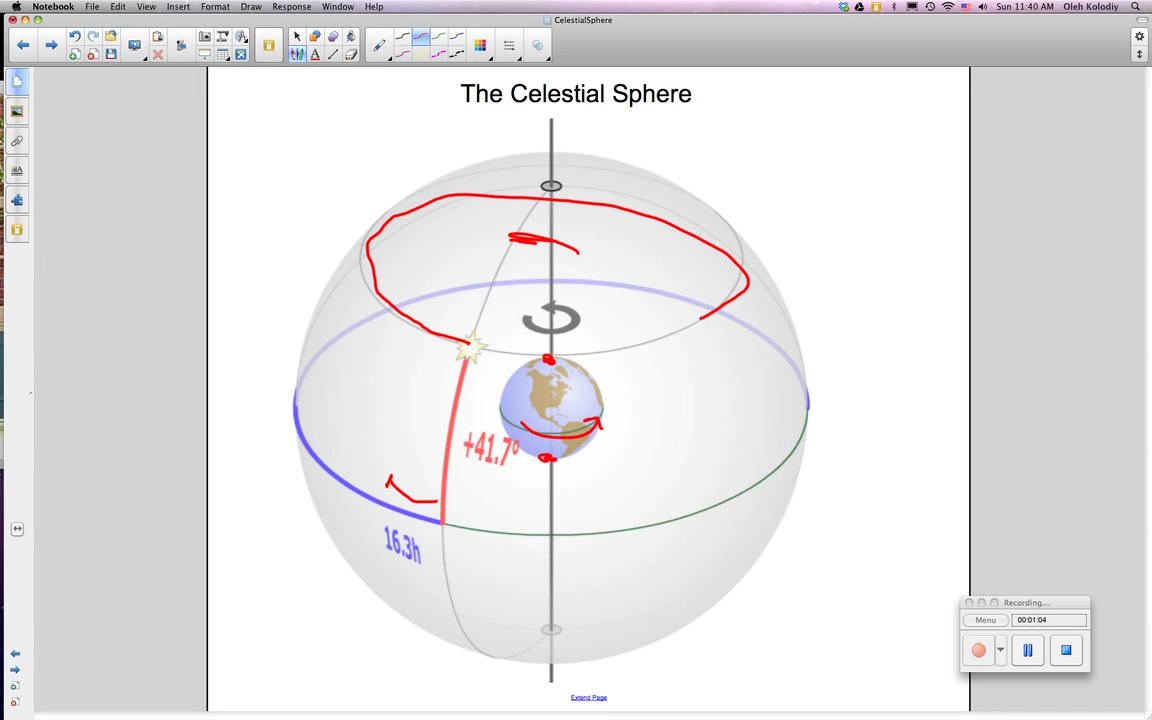 Notebook File Edit View Insert Format Draw Response Window Help Sun 11:40 AM Oleh Kolodiy
CelestialSphere
The Celestial Sphere
+41.7°
16.3h
Recording...
Menu 00:01:04
Extend Page